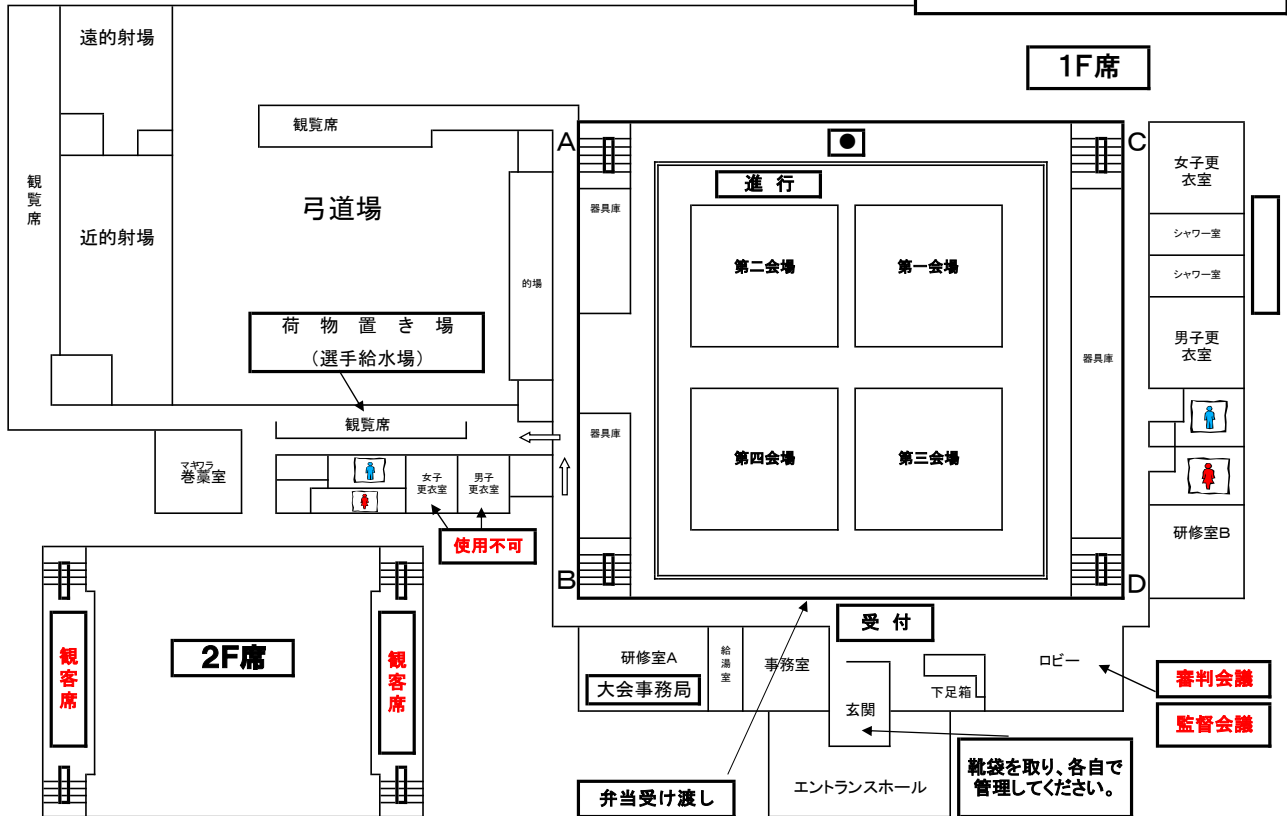 遠的射場
1F席
観覧席
A
●
C
女子更
衣室
進 行
観覧席
弓道場
器具庫
近的射場
シャワー室
第二会場
第一会場
シャワー室
的場
荷 物 置 き 場
(選手給水場)
男子更
衣室
器具庫
観覧席
器具庫
マキワラ
巻藁室
女子
更衣室
男子
更衣室
第四会場
第三会場
研修室B
使用不可
B
D
受 付
観客席
2F席
観客席
研修室A
給湯室
事務室
ロビー
大会事務局
下足箱
審判会議
玄関
監督会議
靴袋を取り、各自で
管理してください。
弁当受け渡し
エントランスホール